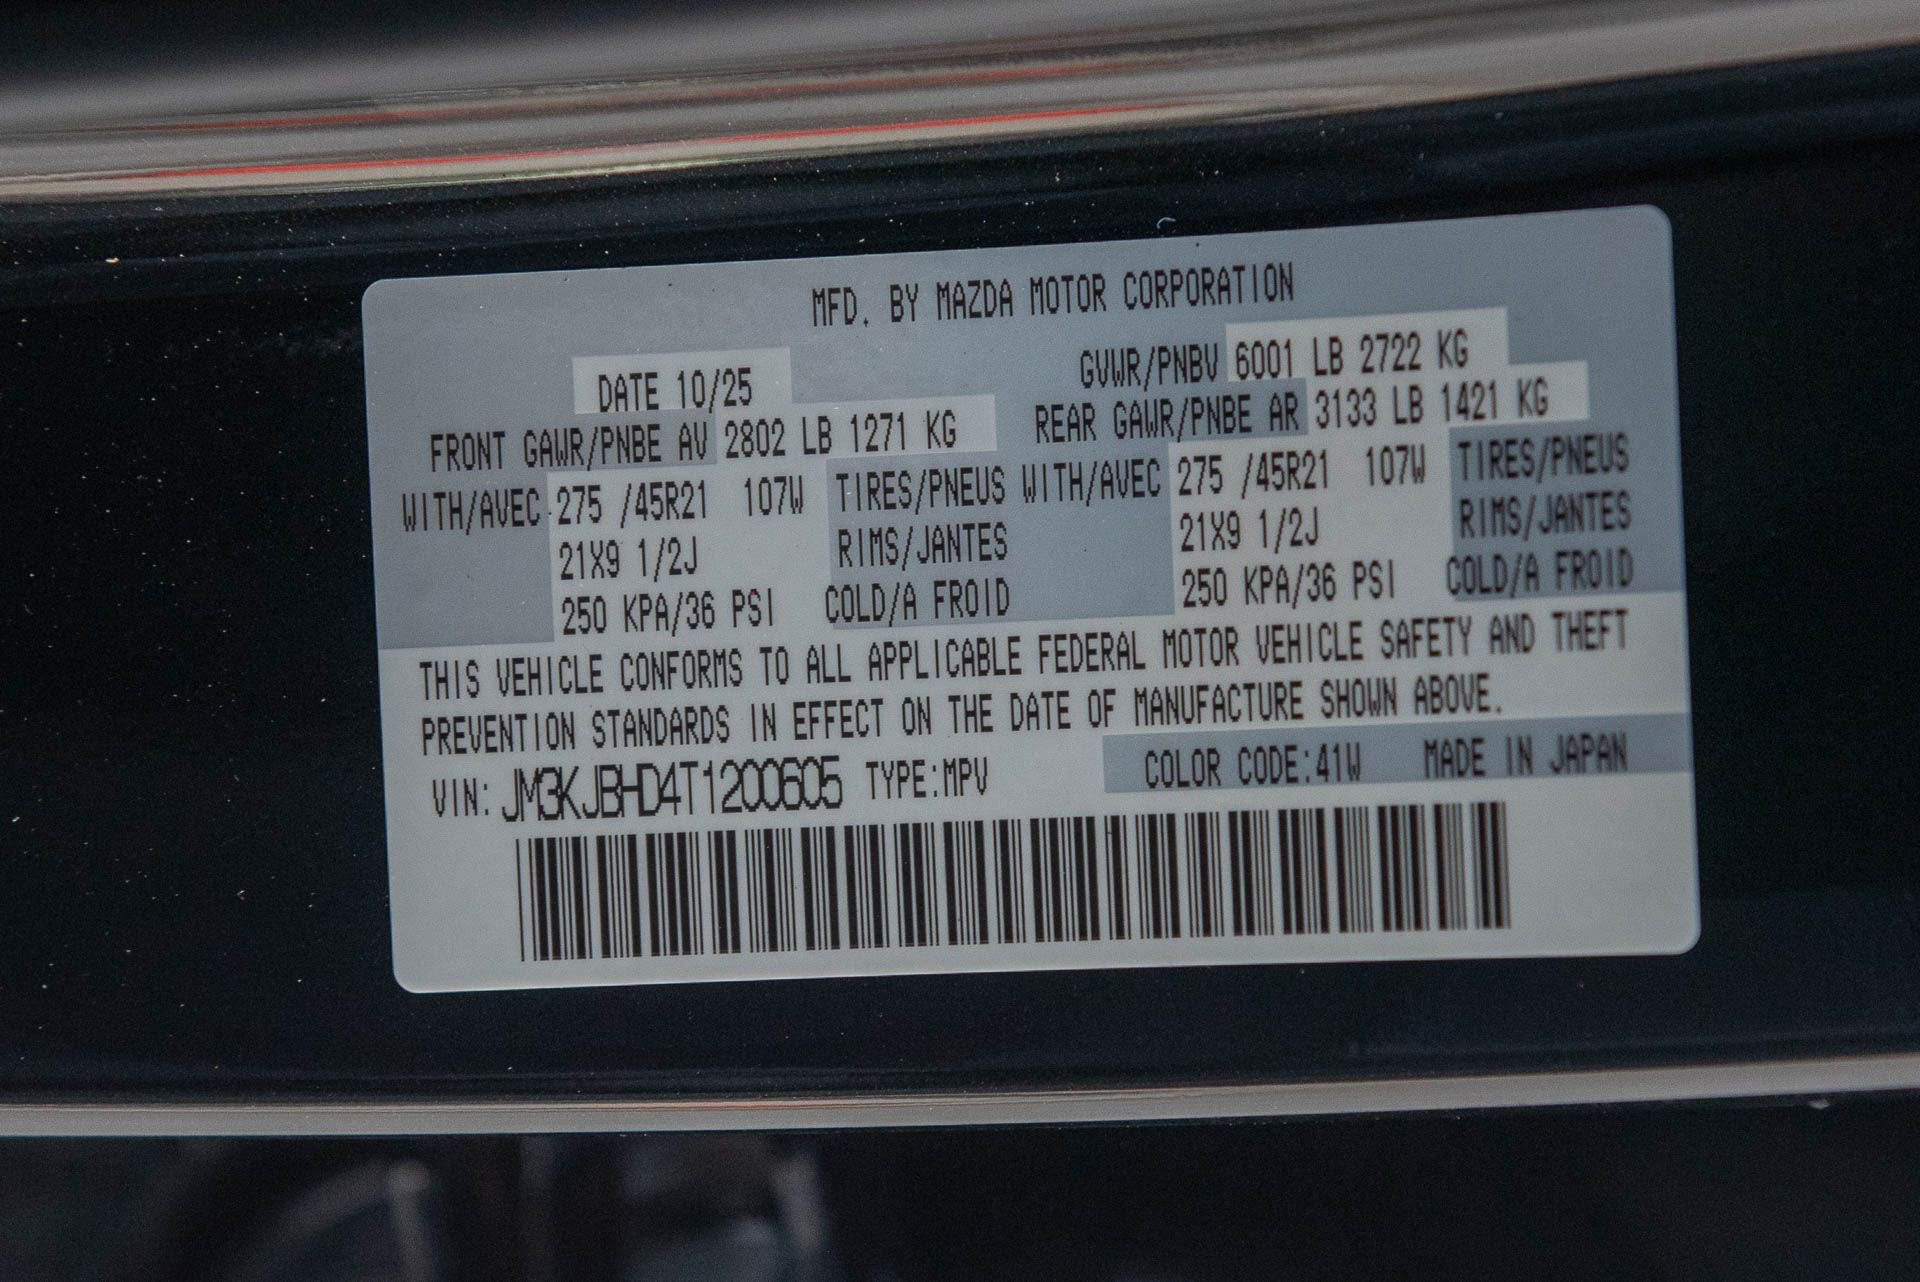 MFD. BY MAZDA MOTOR CORPORATION
DATE 10/25 GVWR/PNBV 6001 LB 2722 KG
FRONT GAWR/PNBE AV 2802 LB 1271 KG REAR GAWR/PNBE AR 3133 LB 1421 KG
WITH/AVEC 275 /45R21 107W TIRES/PNEUS WITH/AVEC 275 /45R21 107W TIRES/PNEUS
21X9 1/2J RIMS/JANTES 21X9 1/2J RIMS/JANTES
250 KPA/36 PSI COLD/A FROID 250 KPA/36 PSI COLD/A FROID
THIS VEHICLE CONFORMS TO ALL APPLICABLE FEDERAL MOTOR VEHICLE SAFETY AND THEFT
PREVENTION STANDARDS IN EFFECT ON THE DATE OF MANUFACTURE SHOWN ABOVE.
VIN: JM3KJBHD4T1200605 TYPE:MPV COLOR CODE:41W MADE IN JAPAN